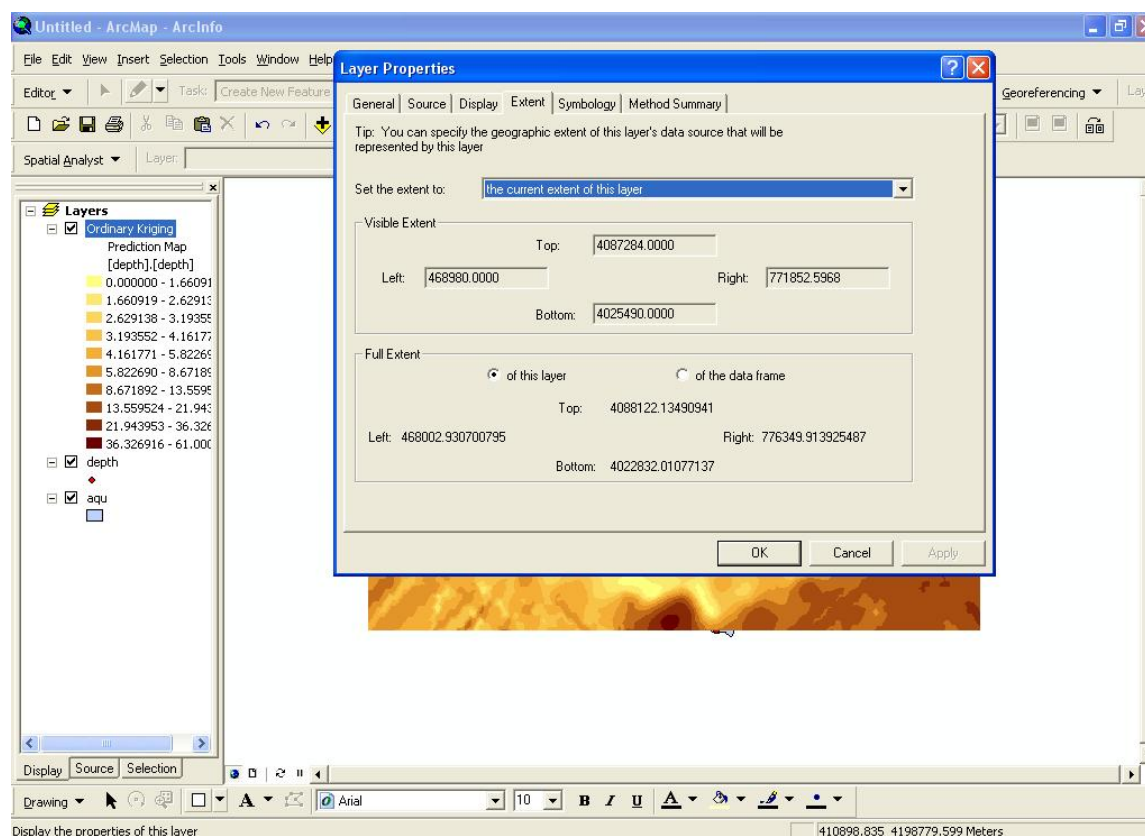 Untitled - ArcMap - ArcInfo
File Edit View Insert Selection Tools Window Help
Layer Properties
Editor Task: Create New Feature
Georeferencing Lay
General Source Display Extent Symbology Method Summary
Tip: You can specify the geographic extent of this layer's data source that will be
represented by this layer
Spatial Analyst Layer:
Set the extent to: the current extent of this layer
Layers
Ordinary Kriging
Prediction Map
[depth].[depth]
0.000000 - 1.66091
1.660919 - 2.62913
2.629138 - 3.19355
3.193552 - 4.16177
4.161771 - 5.82269
5.822690 - 8.67189
8.671892 - 13.5595
13.559524 - 21.943
21.943953 - 36.326
36.326916 - 61.000
depth
aqu
Visible Extent
Top: 4087284.0000
Left: 468980.0000 Right: 771852.5968
Bottom: 4025490.0000
Full Extent
of this layer of the data frame
Top: 4088122.13490941
Left: 468002.930700795 Right: 776349.913925487
Bottom: 4022832.01077137
OK Cancel Apply
Display Source Selection
Drawing A Arial 10 B I U A
Display the properties of this layer 410898.835 4198779.599 Meters